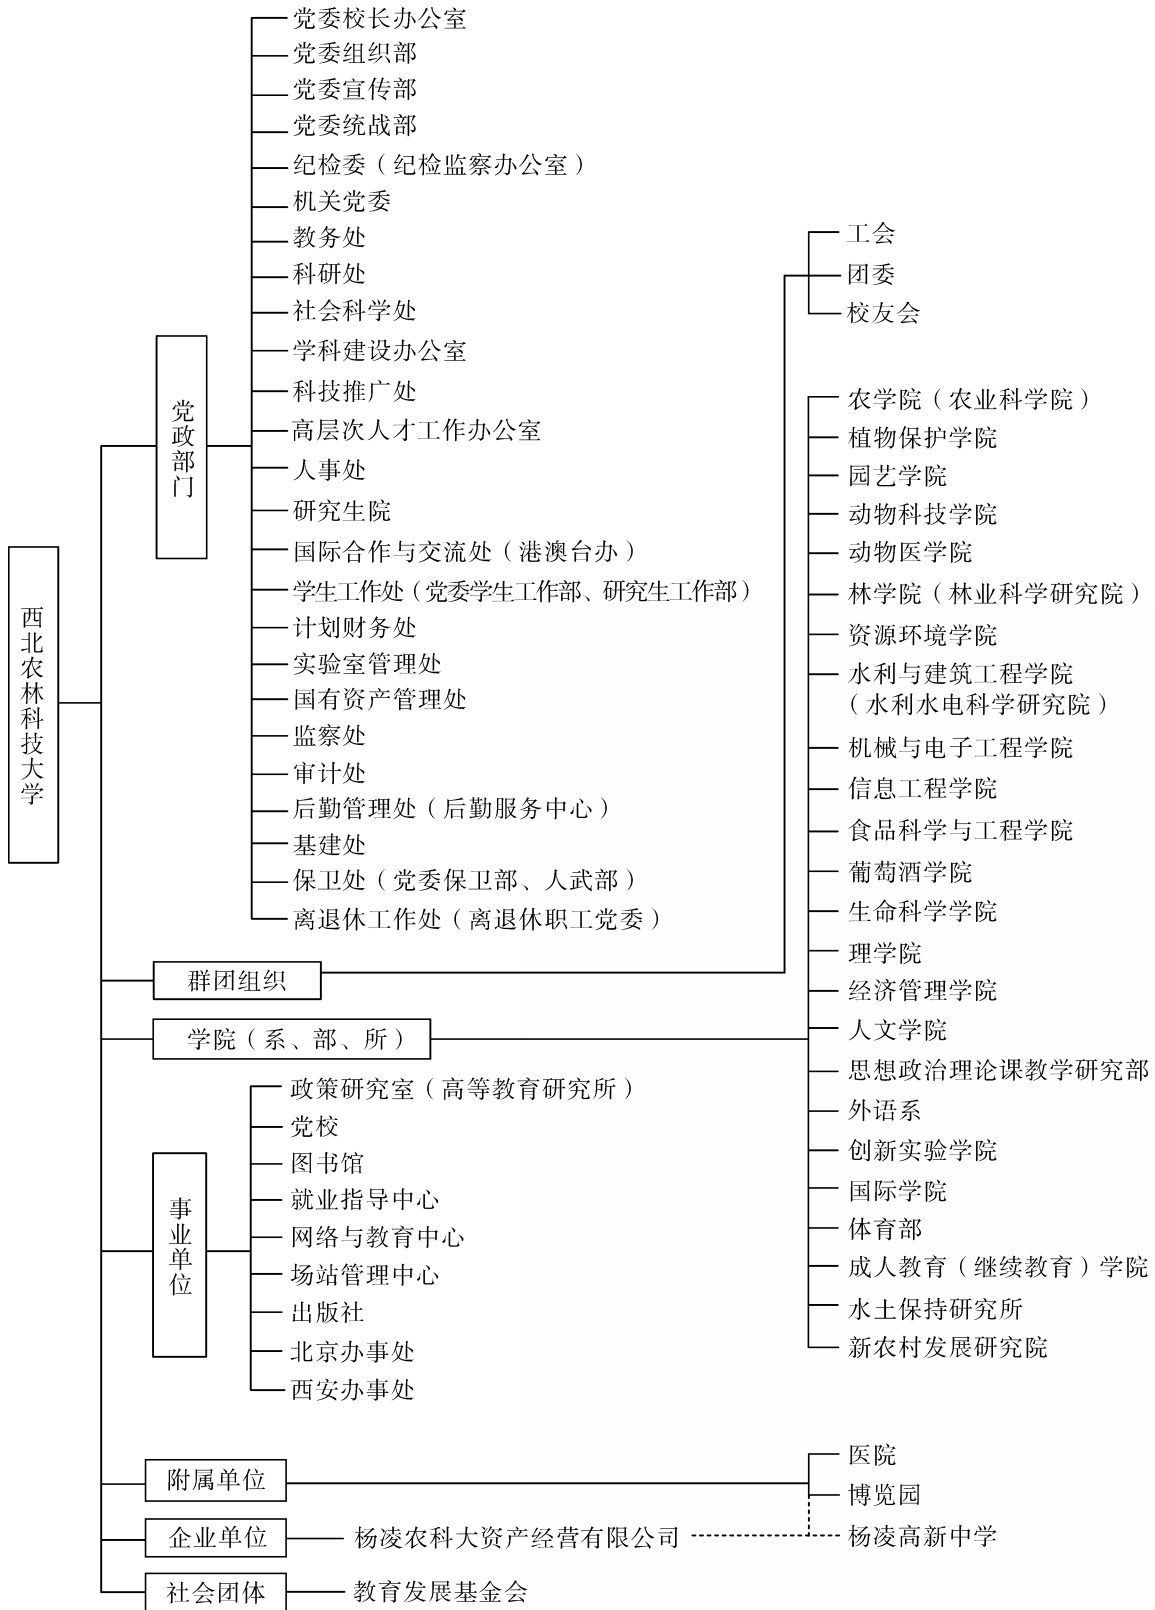 西北农林科技大学
党政部门
党委校长办公室
党委组织部
党委宣传部
党委统战部
纪检委（纪检监察办公室）
机关党委
教务处
科研处
社会科学处
学科建设办公室
科技推广处
高层次人才工作办公室
人事处
研究生院
国际合作与交流处（港澳台办）
学生工作处（党委学生工作部、研究生工作部）
计划财务处
实验室管理处
国有资产管理处
监察处
审计处
后勤管理处（后勤服务中心）
基建处
保卫处（党委保卫部、人武部）
离退休工作处（离退休职工党委）
群团组织
工会
团委
校友会
学院（系、部、所）
农学院（农业科学院）
植物保护学院
园艺学院
动物科技学院
动物医学院
林学院（林业科学研究院）
资源环境学院
水利与建筑工程学院
（水利水电科学研究院）
机械与电子工程学院
信息工程学院
食品科学与工程学院
葡萄酒学院
生命科学学院
理学院
经济管理学院
人文学院
思想政治理论课教学研究部
外语系
创新实验学院
国际学院
体育部
成人教育（继续教育）学院
水土保持研究所
新农村发展研究院
事业单位
政策研究室（高等教育研究所）
党校
图书馆
就业指导中心
网络与教育中心
场站管理中心
出版社
北京办事处
西安办事处
附属单位
医院
博览园
杨凌高新中学
企业单位
杨凌农科大资产经营有限公司
社会团体
教育发展基金会